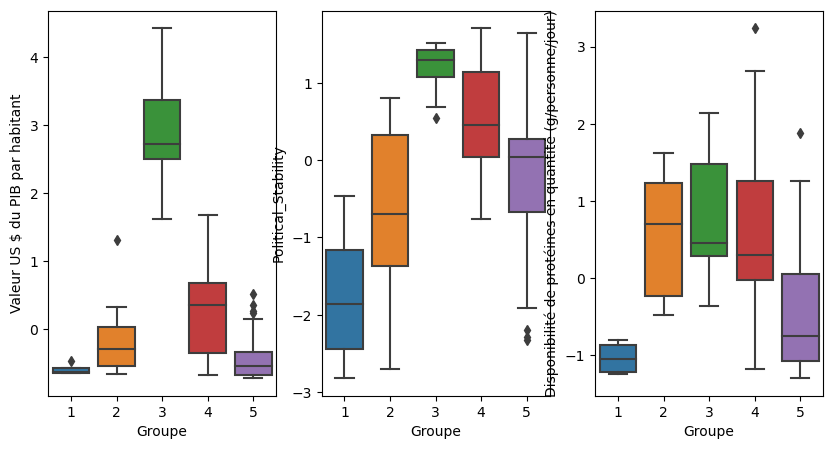 Valeur US $ du PIB par habitant
4
3
2
1
0
1 2 3 4 5
Groupe
Political_Stability
1
0
−1
−2
−3
1 2 3 4 5
Groupe
Disponibilité de protéines en quantité (g/personne/jour)
3
2
1
0
−1
1 2 3 4 5
Groupe